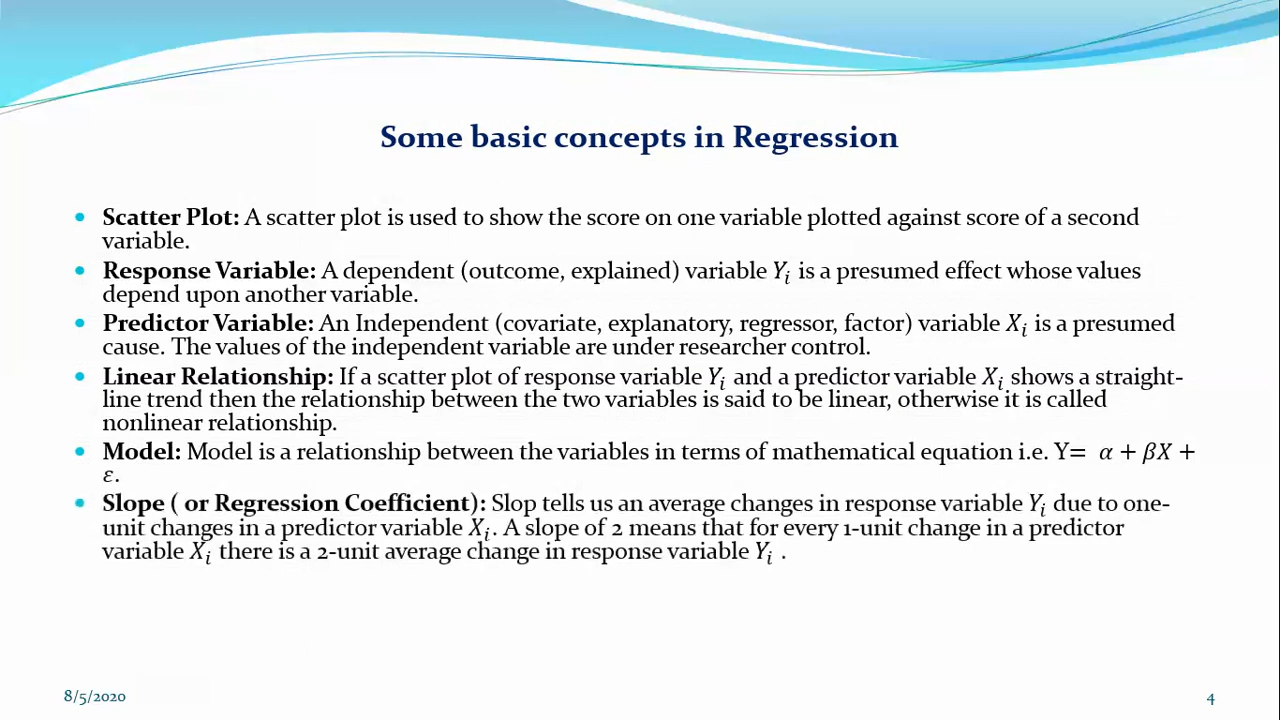 Some basic concepts in Regression
• Scatter Plot: A scatter plot is used to show the score on one variable plotted against score of a second
variable.
• Response Variable: A dependent (outcome, explained) variable Yᵢ is a presumed effect whose values
depend upon another variable.
• Predictor Variable: An Independent (covariate, explanatory, regressor, factor) variable Xᵢ is a presumed
cause. The values of the independent variable are under researcher control.
• Linear Relationship: If a scatter plot of response variable Yᵢ and a predictor variable Xᵢ shows a straight-
line trend then the relationship between the two variables is said to be linear, otherwise it is called
nonlinear relationship.
• Model: Model is a relationship between the variables in terms of mathematical equation i.e. Y= α + βX +
ε.
• Slope ( or Regression Coefficient): Slop tells us an average changes in response variable Yᵢ due to one-
unit changes in a predictor variable Xᵢ. A slope of 2 means that for every 1-unit change in a predictor
variable Xᵢ there is a 2-unit average change in response variable Yᵢ .
8/5/2020
4